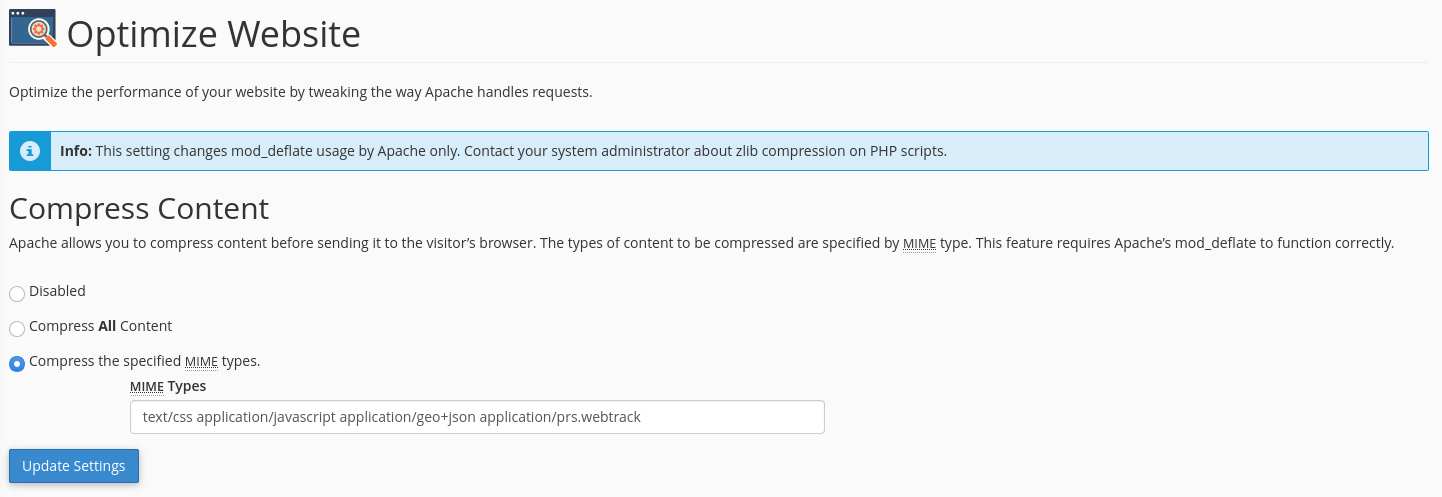 Optimize Website
Optimize the performance of your website by tweaking the way Apache handles requests.
Info: This setting changes mod_deflate usage by Apache only. Contact your system administrator about zlib compression on PHP scripts.
Compress Content
Apache allows you to compress content before sending it to the visitor’s browser. The types of content to be compressed are specified by MIME type. This feature requires Apache’s mod_deflate to function correctly.
Disabled
Compress All Content
Compress the specified MIME types.
MIME Types
text/css application/javascript application/geo+json application/prs.webtrack
Update Settings